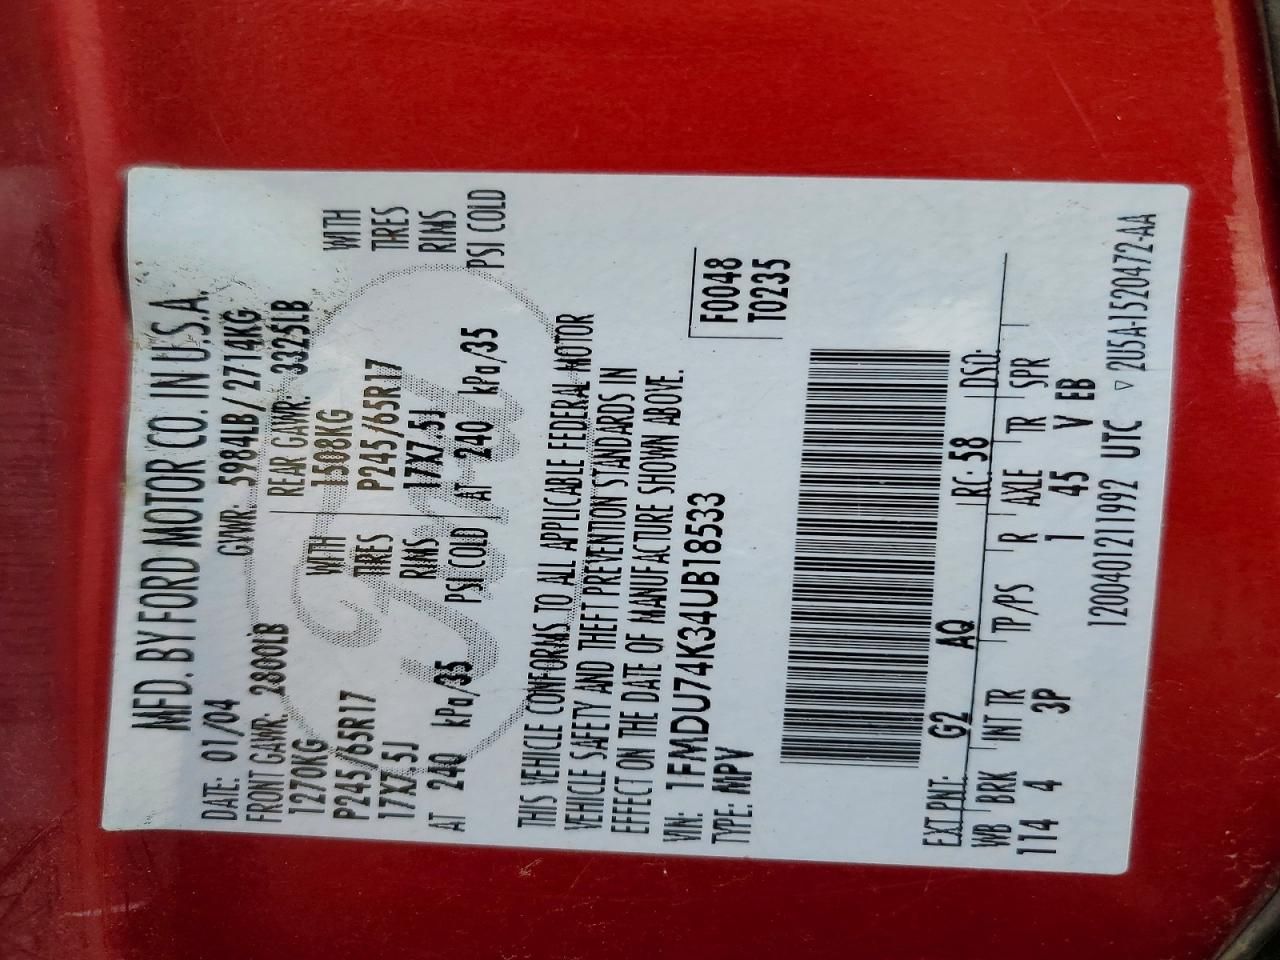 MFD. BY FORD MOTOR CO. IN U.S.A.
DATE: 01/04 GVWR: 5984LB/2714KG
FRONT GAWR: 2800LB REAR GAWR: 3325LB
1270KG WITH 1508KG WITH
P245/65R17 TIRES P245/65R17 TIRES
17X7.5J RIMS 17X7.5J RIMS
AT 240 kPa/35 PSI COLD AT 240 kPa/35 PSI COLD
Ford
THIS VEHICLE CONFORMS TO ALL APPLICABLE FEDERAL MOTOR
VEHICLE SAFETY AND THEFT PREVENTION STANDARDS IN
EFFECT ON THE DATE OF MANUFACTURE SHOWN ABOVE.
VIN: 1FMDU74K34UB18533 F0048
TYPE: MPV T0235
EXT PNT: G2 AQ RC: 58 DSO:
WB BRK INT TR TP/PS R AXLE TR SPR
114 4 3P 1 45 V EB
1200401211992 UTC ▽ 2U5A-1520472-AA